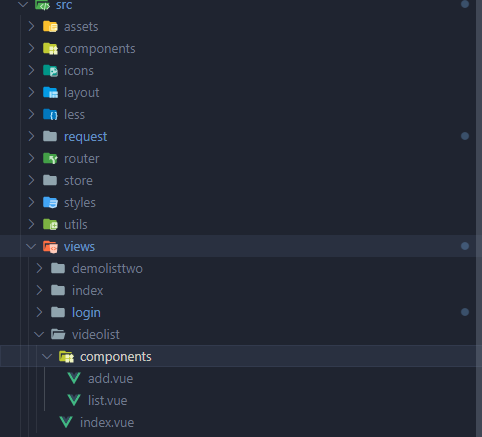 src
assets
components
icons
layout
less
request
router
store
styles
utils
views
demolisttwo
index
login
videolist
components
add.vue
list.vue
index.vue